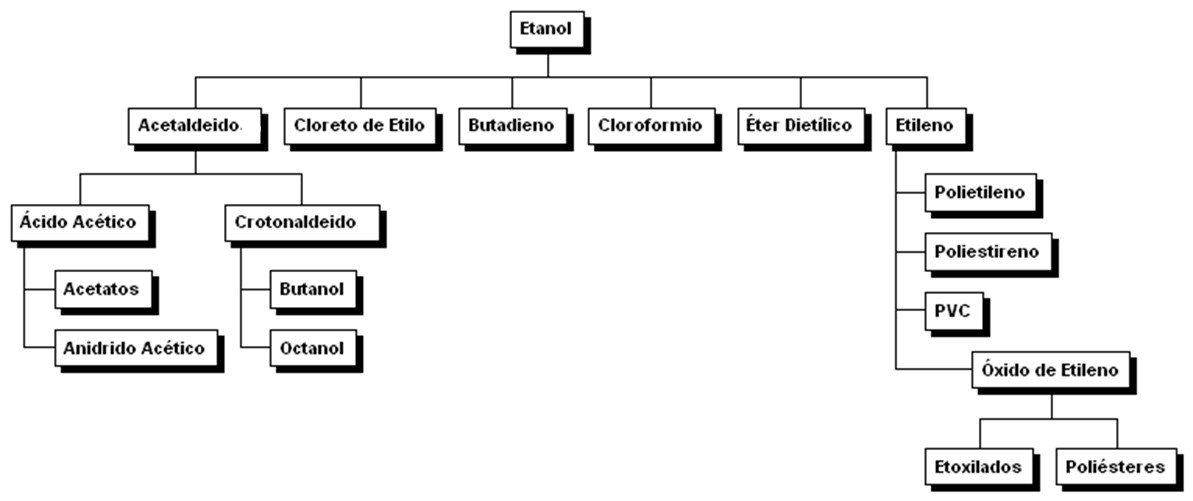 Etanol
Acetaldeido.
Cloreto de Etilo
Butadieno
Cloroformio
Éter Dietílico
Etileno
Ácido Acético
Crotonaldeido
Acetatos
Anidrido Acético
Butanol
Octanol
Polietileno
Poliestireno
PVC
Óxido de Etileno
Etoxilados
Poliésteres